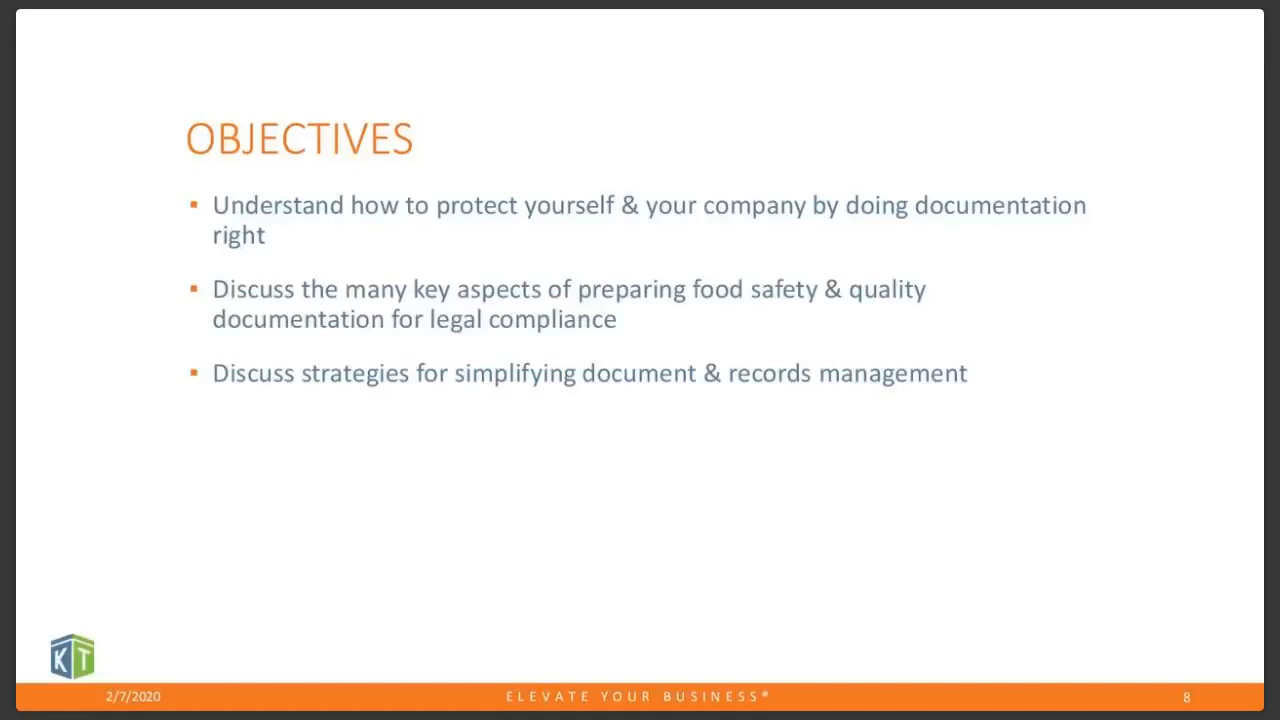 OBJECTIVES
▪ Understand how to protect yourself & your company by doing documentation
right
▪ Discuss the many key aspects of preparing food safety & quality
documentation for legal compliance
▪ Discuss strategies for simplifying document & records management
KT
2/7/2020
ELEVATE YOUR BUSINESS®
8